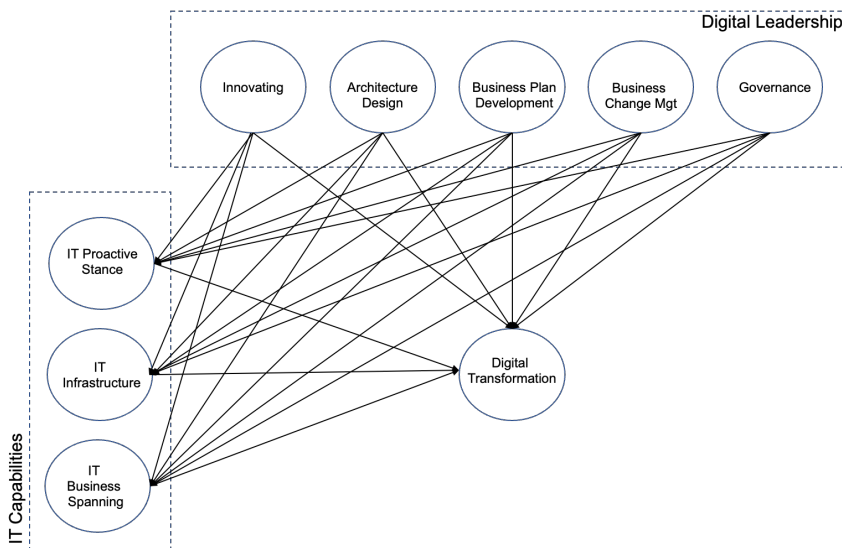 Digital Leadership
Innovating
Architecture
Design
Business Plan
Development
Business
Change Mgt
Governance
IT Proactive
Stance
IT
Infrastructure
IT
Business
Spanning
IT Capabilities
Digital
Transformation